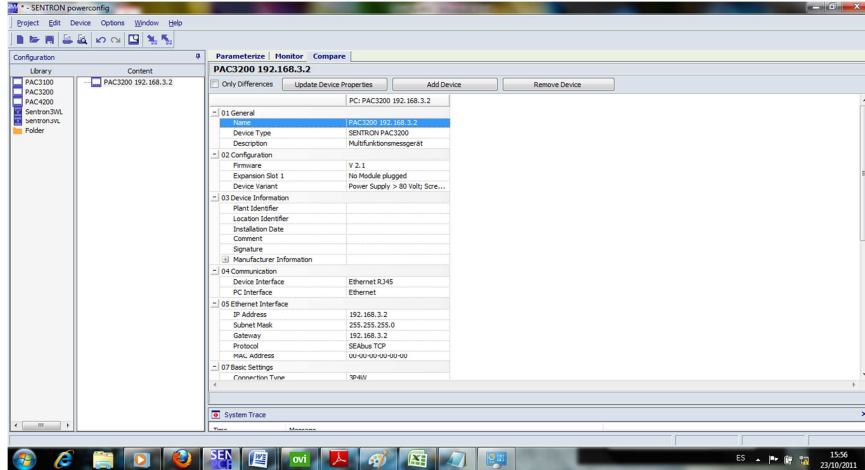 * - SENTRON powerconfig
Project Edit Device Options Window Help
Configuration
Library Content
PAC3100
PAC3200
PAC4200
Sentron3WL
Sentron3VL
Folder
PAC3200 192.168.3.2
Parameterize Monitor Compare
PAC3200 192.168.3.2
Only Differences Update Device Properties Add Device Remove Device
PC: PAC3200 192.168.3.2
01 General
Name PAC3200 192.168.3.2
Device Type SENTRON PAC3200
Description Multifunktionsmessgerät
02 Configuration
Firmware V 2.1
Expansion Slot 1 No Module plugged
Device Variant Power Supply > 80 Volt; Scre...
03 Device Information
Plant Identifier
Location Identifier
Installation Date
Comment
Signature
Manufacturer Information
04 Communication
Device Interface Ethernet RJ45
PC Interface Ethernet
05 Ethernet Interface
IP Address 192.168.3.2
Subnet Mask 255.255.255.0
Gateway 192.168.3.2
Protocol SEAbus TCP
MAC Address 00-00-00-00-00-00
07 Basic Settings
Connection Type 3P4W
System Trace
Time Message
SEN
ovi
ES 15:56
23/10/2011